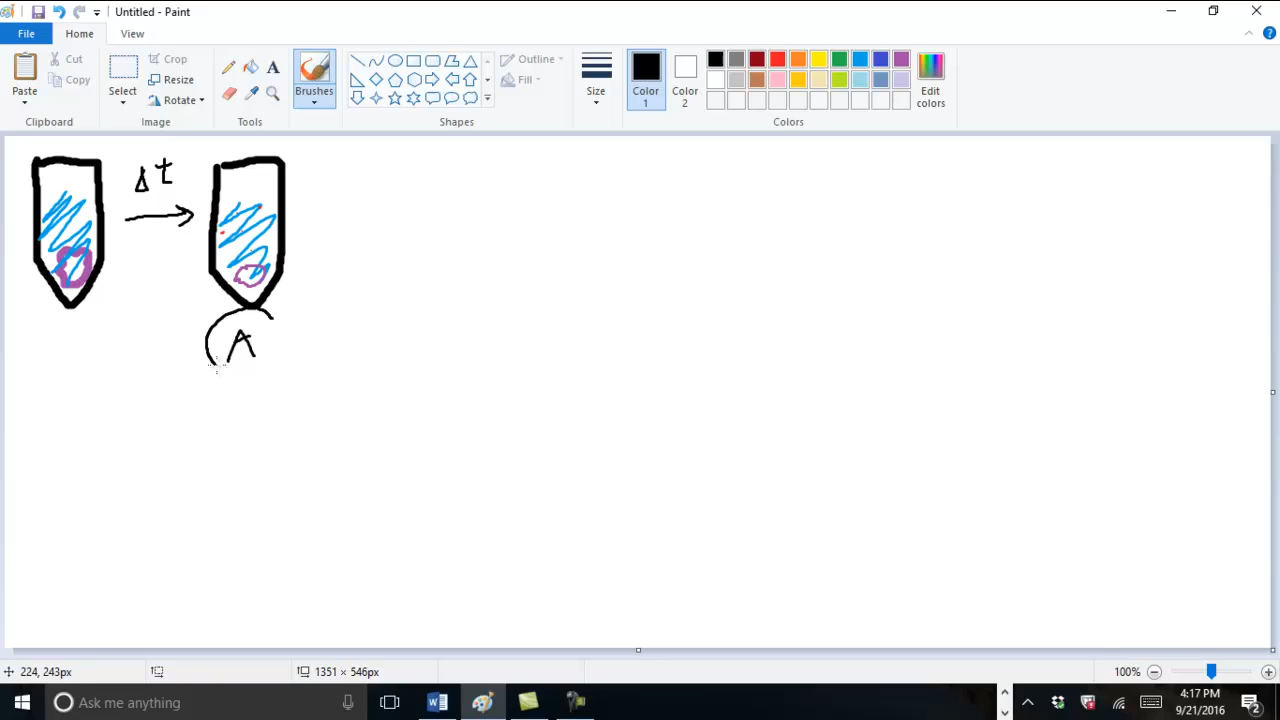 Untitled - Paint
File Home View
Paste
Cut
Copy
Clipboard
Select
Crop
Resize
Rotate
Image
A
Tools
Brushes
Outline
Fill
Shapes
Size
Color 1
Color 2
Edit colors
Colors
Δt
A
224, 243px
1351 × 546px
100%
Ask me anything
4:17 PM
9/21/2016
2